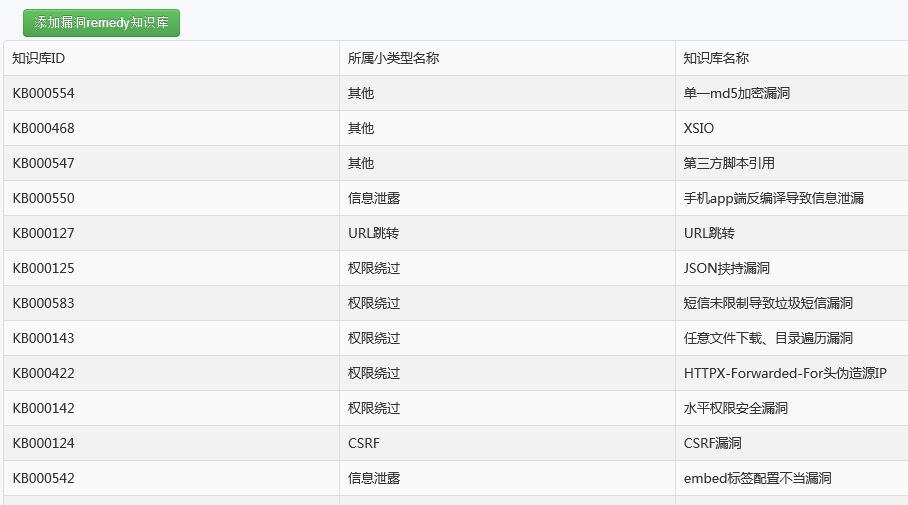 添加漏洞remedy知识库
知识库ID 所属小类型名称 知识库名称
KB000554 其他 单一md5加密漏洞
KB000468 其他 XSIO
KB000547 其他 第三方脚本引用
KB000550 信息泄露 手机app端反编译导致信息泄漏
KB000127 URL跳转 URL跳转
KB000125 权限绕过 JSON挟持漏洞
KB000583 权限绕过 短信未限制导致垃圾短信漏洞
KB000143 权限绕过 任意文件下载、目录遍历漏洞
KB000422 权限绕过 HTTPX-Forwarded-For头伪造源IP
KB000142 权限绕过 水平权限安全漏洞
KB000124 CSRF CSRF漏洞
KB000542 信息泄露 embed标签配置不当漏洞